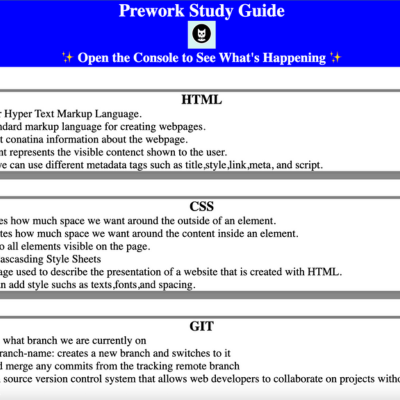 Prework Study Guide
✨ Open the Console to See What's Happening ✨
HTML
r Hyper Text Markup Language.
ndard markup language for creating webpages.
t conatina information about the webpage.
nt represents the visible contenct shown to the user.
ve can use different metadata tags such as title,style,link,meta, and script.
CSS
es how much space we want around the outside of an element.
tes how much space we want around the content inside an element.
o all elements visible on the page.
ascasding Style Sheets
age used to describe the presentation of a website that is created with HTML.
n add style suchs as texts,fonts,and spacing.
GIT
what branch we are currently on
ranch-name: creates a new branch and switches to it
d merge any commits from the tracking remote branch
source version control system that allows web developers to collaborate on projects witho